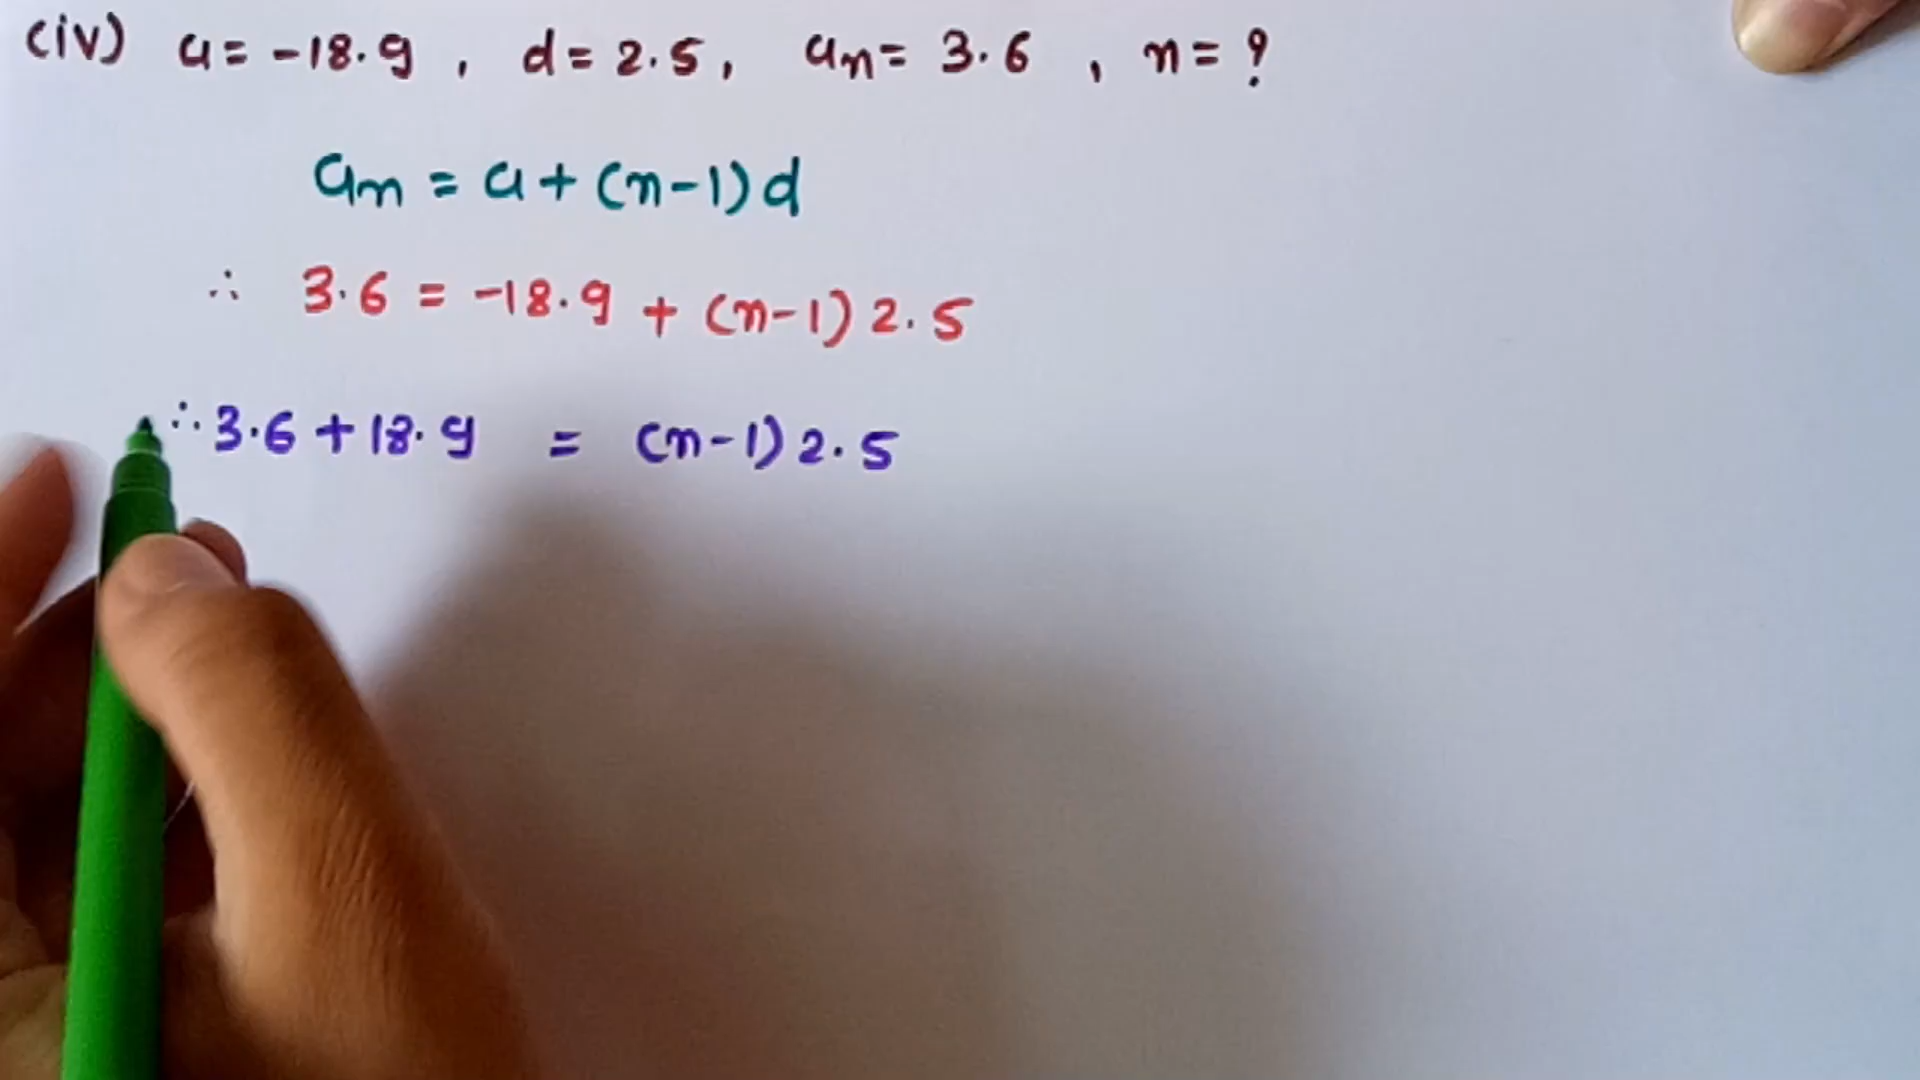 (iv) a = -18.9 , d = 2.5 , an = 3.6 , n = ?
an = a + (n-1) d
∴ 3.6 = -18.9 + (n-1) 2.5
∴ 3.6 + 18.9 = (n-1) 2.5